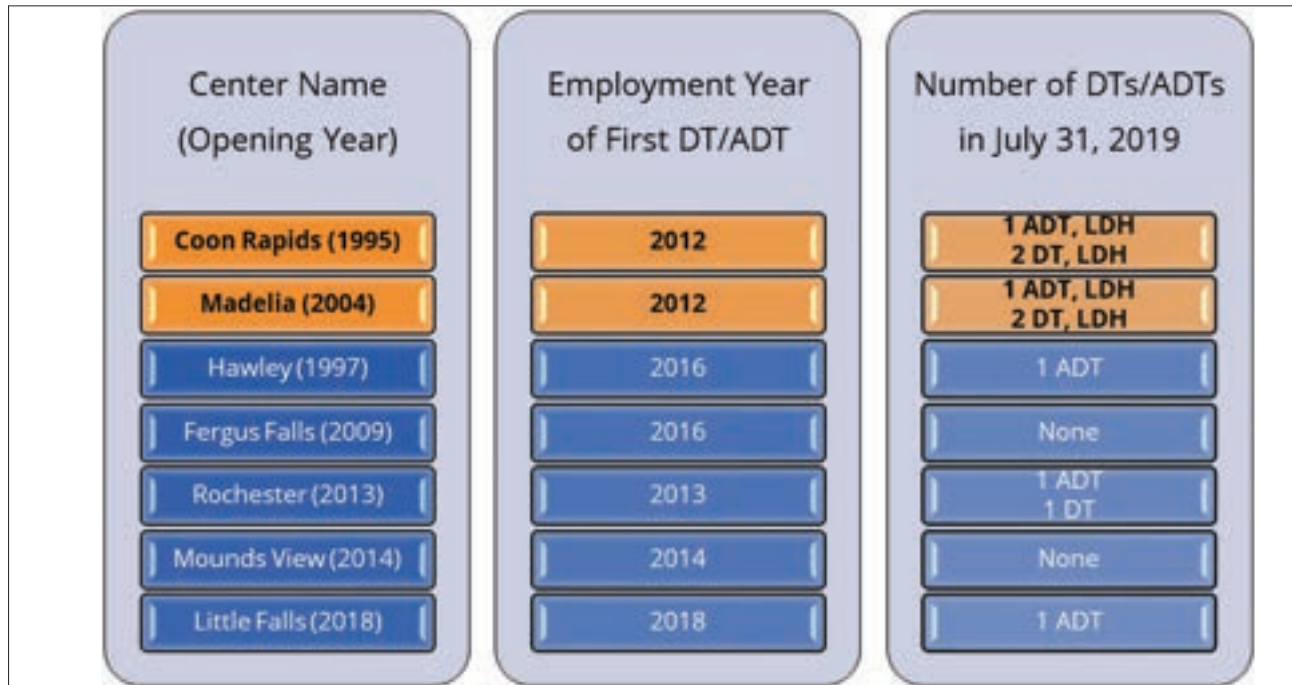 Center Name
(Opening Year)
Employment Year
of First DT/ADT
Number of DTs/ADTs
in July 31, 2019
Coon Rapids (1995)
2012
1 ADT, LDH
2 DT, LDH
Madelia (2004)
2012
1 ADT, LDH
2 DT, LDH
Hawley (1997)
2016
1 ADT
Fergus Falls (2009)
2016
None
Rochester (2013)
2013
1 ADT
1 DT
Mounds View (2014)
2014
None
Little Falls (2018)
2018
1 ADT